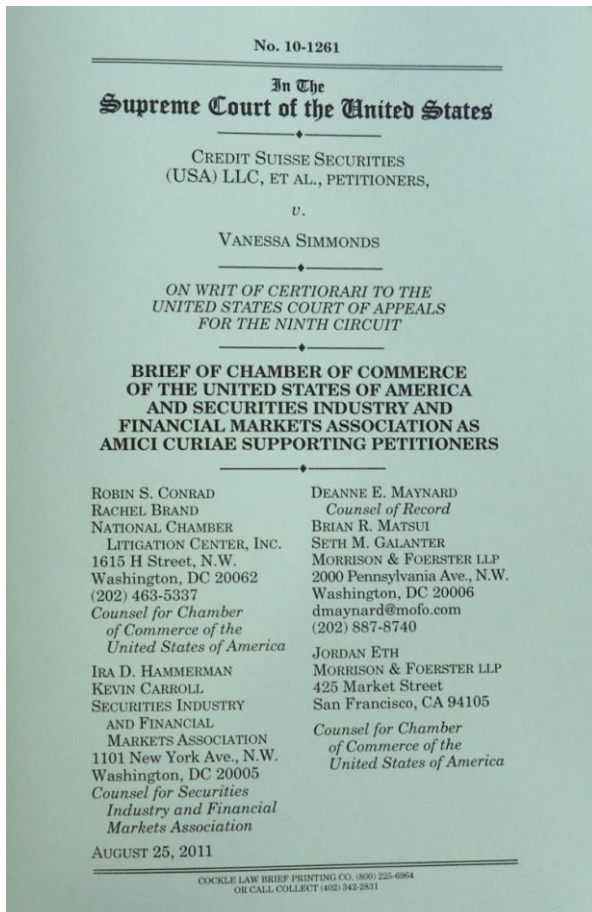 No. 10-1261
In The
Supreme Court of the United States
CREDIT SUISSE SECURITIES
(USA) LLC, ET AL., PETITIONERS,
v.
VANESSA SIMMONDS
ON WRIT OF CERTIORARI TO THE
UNITED STATES COURT OF APPEALS
FOR THE NINTH CIRCUIT
BRIEF OF CHAMBER OF COMMERCE
OF THE UNITED STATES OF AMERICA
AND SECURITIES INDUSTRY AND
FINANCIAL MARKETS ASSOCIATION AS
AMICI CURIAE SUPPORTING PETITIONERS
ROBIN S. CONRAD
RACHEL BRAND
NATIONAL CHAMBER
LITIGATION CENTER, INC.
1615 H Street, N.W.
Washington, DC 20062
(202) 463-5337
Counsel for Chamber
of Commerce of the
United States of America
IRA D. HAMMERMAN
KEVIN CARROLL
SECURITIES INDUSTRY
AND FINANCIAL
MARKETS ASSOCIATION
1101 New York Ave., N.W.
Washington, DC 20005
Counsel for Securities
Industry and Financial
Markets Association
AUGUST 25, 2011
DEANNE E. MAYNARD
Counsel of Record
BRIAN R. MATSUI
SETH M. GALANTER
MORRISON & FOERSTER LLP
2000 Pennsylvania Ave., N.W.
Washington, DC 20006
dmaynard@mofo.com
(202) 887-8740
JORDAN ETH
MORRISON & FOERSTER LLP
425 Market Street
San Francisco, CA 94105
Counsel for Chamber
of Commerce of the
United States of America
COCKLE LAW BRIEF PRINTING CO. (800) 225-6964
OR CALL COLLECT (402) 342-2831